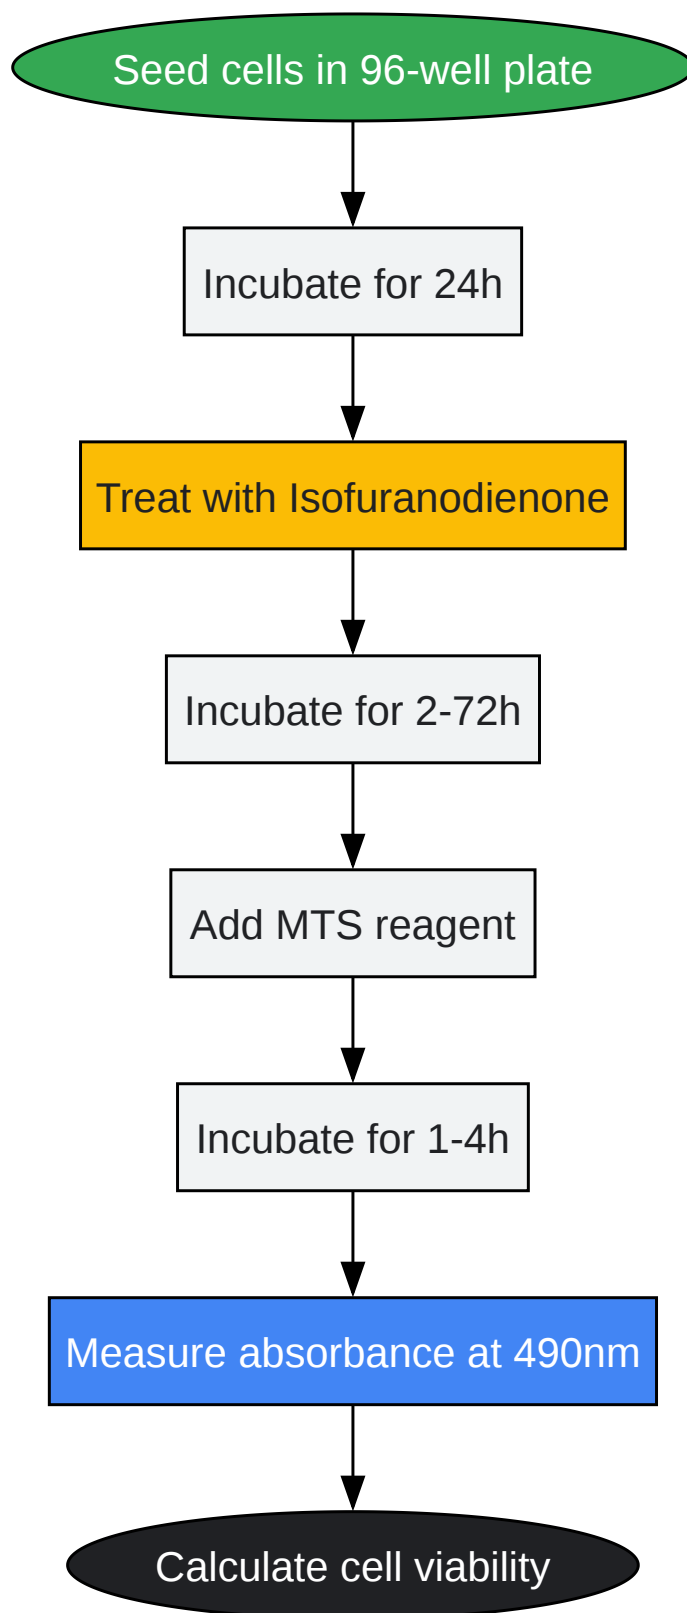 Seed cells in 96-well plate
Incubate for 24h
Treat with Isofuranodienone
Incubate for 2-72h
Add MTS reagent
Incubate for 1-4h
Measure absorbance at 490nm
Calculate cell viability